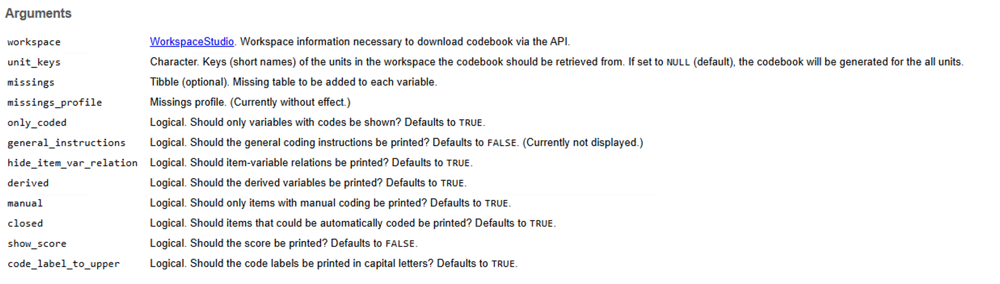 Arguments
workspace WorkspaceStudio. Workspace information necessary to download codebook via the API.
unit_keys Character. Keys (short names) of the units in the workspace the codebook should be retrieved from. If set to NULL (default), the codebook will be generated for the all units.
missings Tibble (optional). Missing table to be added to each variable.
missings_profile Missings profile. (Currently without effect.)
only_coded Logical. Should only variables with codes be shown? Defaults to TRUE.
general_instructions Logical. Should the general coding instructions be printed? Defaults to FALSE. (Currently not displayed.)
hide_item_var_relation Logical. Should item-variable relations be printed? Defaults to TRUE.
derived Logical. Should the derived variables be printed? Defaults to TRUE.
manual Logical. Should only items with manual coding be printed? Defaults to TRUE.
closed Logical. Should items that could be automatically coded be printed? Defaults to TRUE.
show_score Logical. Should the score be printed? Defaults to FALSE.
code_label_to_upper Logical. Should the code labels be printed in capital letters? Defaults to TRUE.